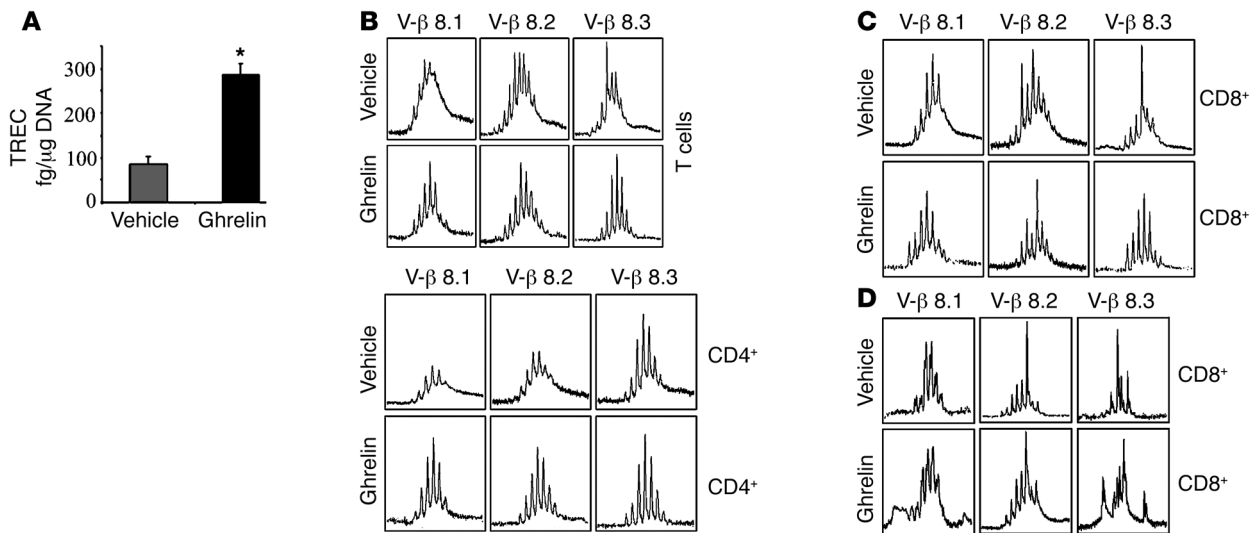 A
TREC
fg/μg DNA
300
200
100
0
*
Vehicle
Ghrelin
B
V-β 8.1
V-β 8.2
V-β 8.3
Vehicle
Ghrelin
T cells
V-β 8.1
V-β 8.2
V-β 8.3
Vehicle
CD4+
Ghrelin
CD4+
C
V-β 8.1
V-β 8.2
V-β 8.3
Vehicle
CD8+
Ghrelin
CD8+
D
V-β 8.1
V-β 8.2
V-β 8.3
Vehicle
CD8+
Ghrelin
CD8+